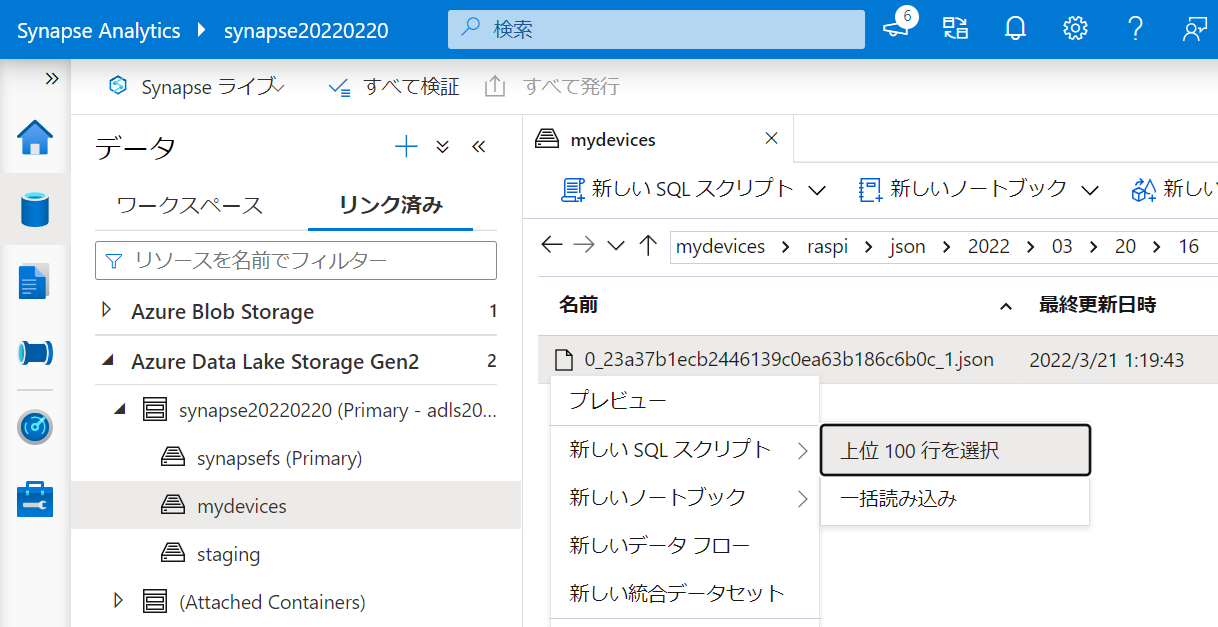 Synapse Analytics synapse20220220 検索 6
Synapse ライブ すべて検証 すべて発行
データ
ワークスペース リンク済み
リソースを名前でフィルター
Azure Blob Storage 1
Azure Data Lake Storage Gen2 2
synapse20220220 (Primary - adls20...
synapsefs (Primary)
mydevices
staging
(Attached Containers)
mydevices
新しい SQL スクリプト 新しいノートブック 新しい
mydevices > raspi > json > 2022 > 03 > 20 > 16
名前 最終更新日時
0_23a37b1ecb2446139c0ea63b186c6b0c_1.json 2022/3/21 1:19:43
プレビュー
新しい SQL スクリプト
新しいノートブック
新しいデータ フロー
新しい統合データセット
上位 100 行を選択
一括読み込み